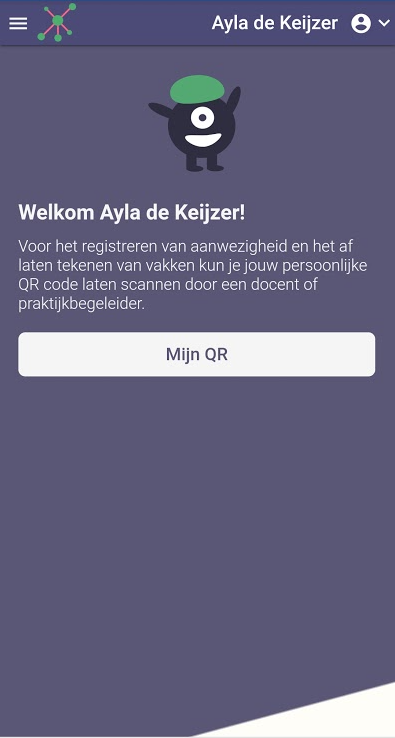 Ayla de Keijzer
Welkom Ayla de Keijzer!
Voor het registreren van aanwezigheid en het af
laten tekenen van vakken kun je jouw persoonlijke
QR code laten scannen door een docent of
praktijkbegeleider.
Mijn QR